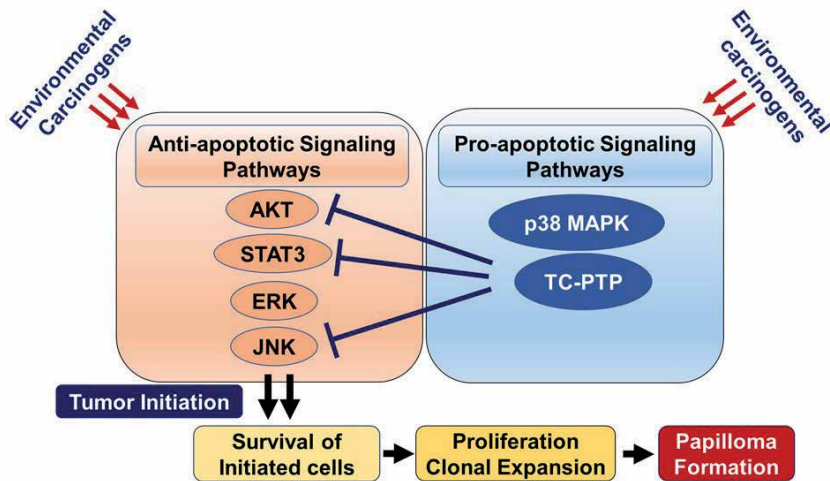 Environmental
Carcinogens
Environmental
carcinogens
Anti-apoptotic Signaling
Pathways
Pro-apoptotic Signaling
Pathways
AKT
STAT3
ERK
JNK
p38 MAPK
TC-PTP
Tumor Initiation
Survival of
Initiated cells
Proliferation
Clonal Expansion
Papilloma
Formation